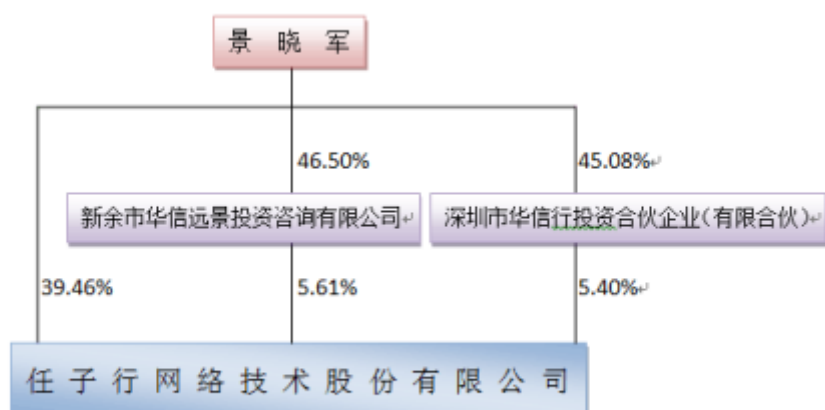 景 晓 军
46.50%
45.08%
新余市华信远景投资咨询有限公司
深圳市华信行投资合伙企业(有限合伙)
39.46%
5.61%
5.40%
任子行网络技术股份有限公司